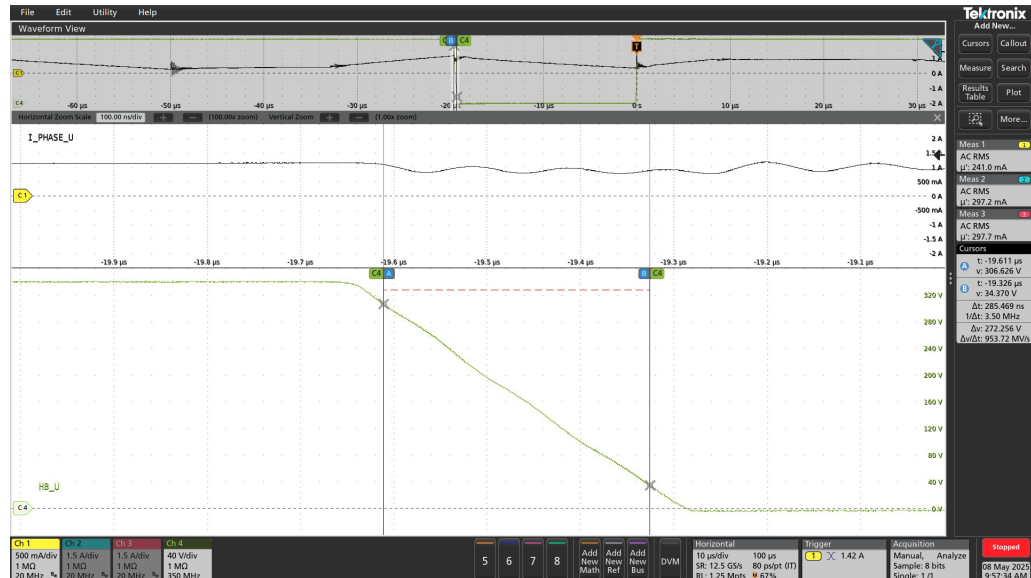 File Edit Utility Help
Tektronix
Waveform View
Add New...
C B C4
T
Cursors Callout
C1
1 A
0 A
-1 A
C4
-2 A
-60 µs -50 µs -40 µs -30 µs -20 µs -10 µs 0 s 10 µs 20 µs 30 µs
Measure Search
Results Table Plot
More...
Horizontal Zoom Scale 100.00 ns/div + - (100.00x zoom) Vertical Zoom + - (1.00x zoom)
I_PHASE_U
2 A
1 A
500 mA
C1
0 A
-500 mA
-1 A
-1.5 A
-2 A
-19.9 µs -19.8 µs -19.7 µs -19.6 µs -19.5 µs -19.4 µs -19.3 µs -19.2 µs -19.1 µs
Meas 1 1
AC RMS
µ': 241.0 mA
Meas 2 2
AC RMS
µ': 297.2 mA
Meas 3 3
AC RMS
µ': 297.7 mA
Cursors
A t: -19.611 µs
v: 306.626 V
B t: -19.326 µs
v: 34.370 V
Δt: 285.469 ns
1/Δt: 3.50 MHz
Δv: 272.256 V
Δv/Δt: 953.72 MV/s
C4 A
B C4
320 V
280 V
240 V
200 V
160 V
120 V
80 V
40 V
0 V
HB_U
C4
Ch 1
500 mA/div
1 MΩ
20 MHz
Ch 2
1.5 A/div
1 MΩ
20 MHz
Ch 3
1.5 A/div
1 MΩ
20 MHz
Ch 4
40 V/div
1 MΩ
350 MHz
5 6 7 8
Add New Math
Add New Ref
Add New Bus
DVM
Horizontal
10 µs/div 100 µs
SR: 12.5 GS/s 80 ps/pt (IT)
RL: 1.25 Mpts 67%
Trigger
1 1.42 A
Acquisition
Manual, Analyze
Sample: 8 bits
Single: 1/1
Stopped
08 May 2025
9:57:34 AM